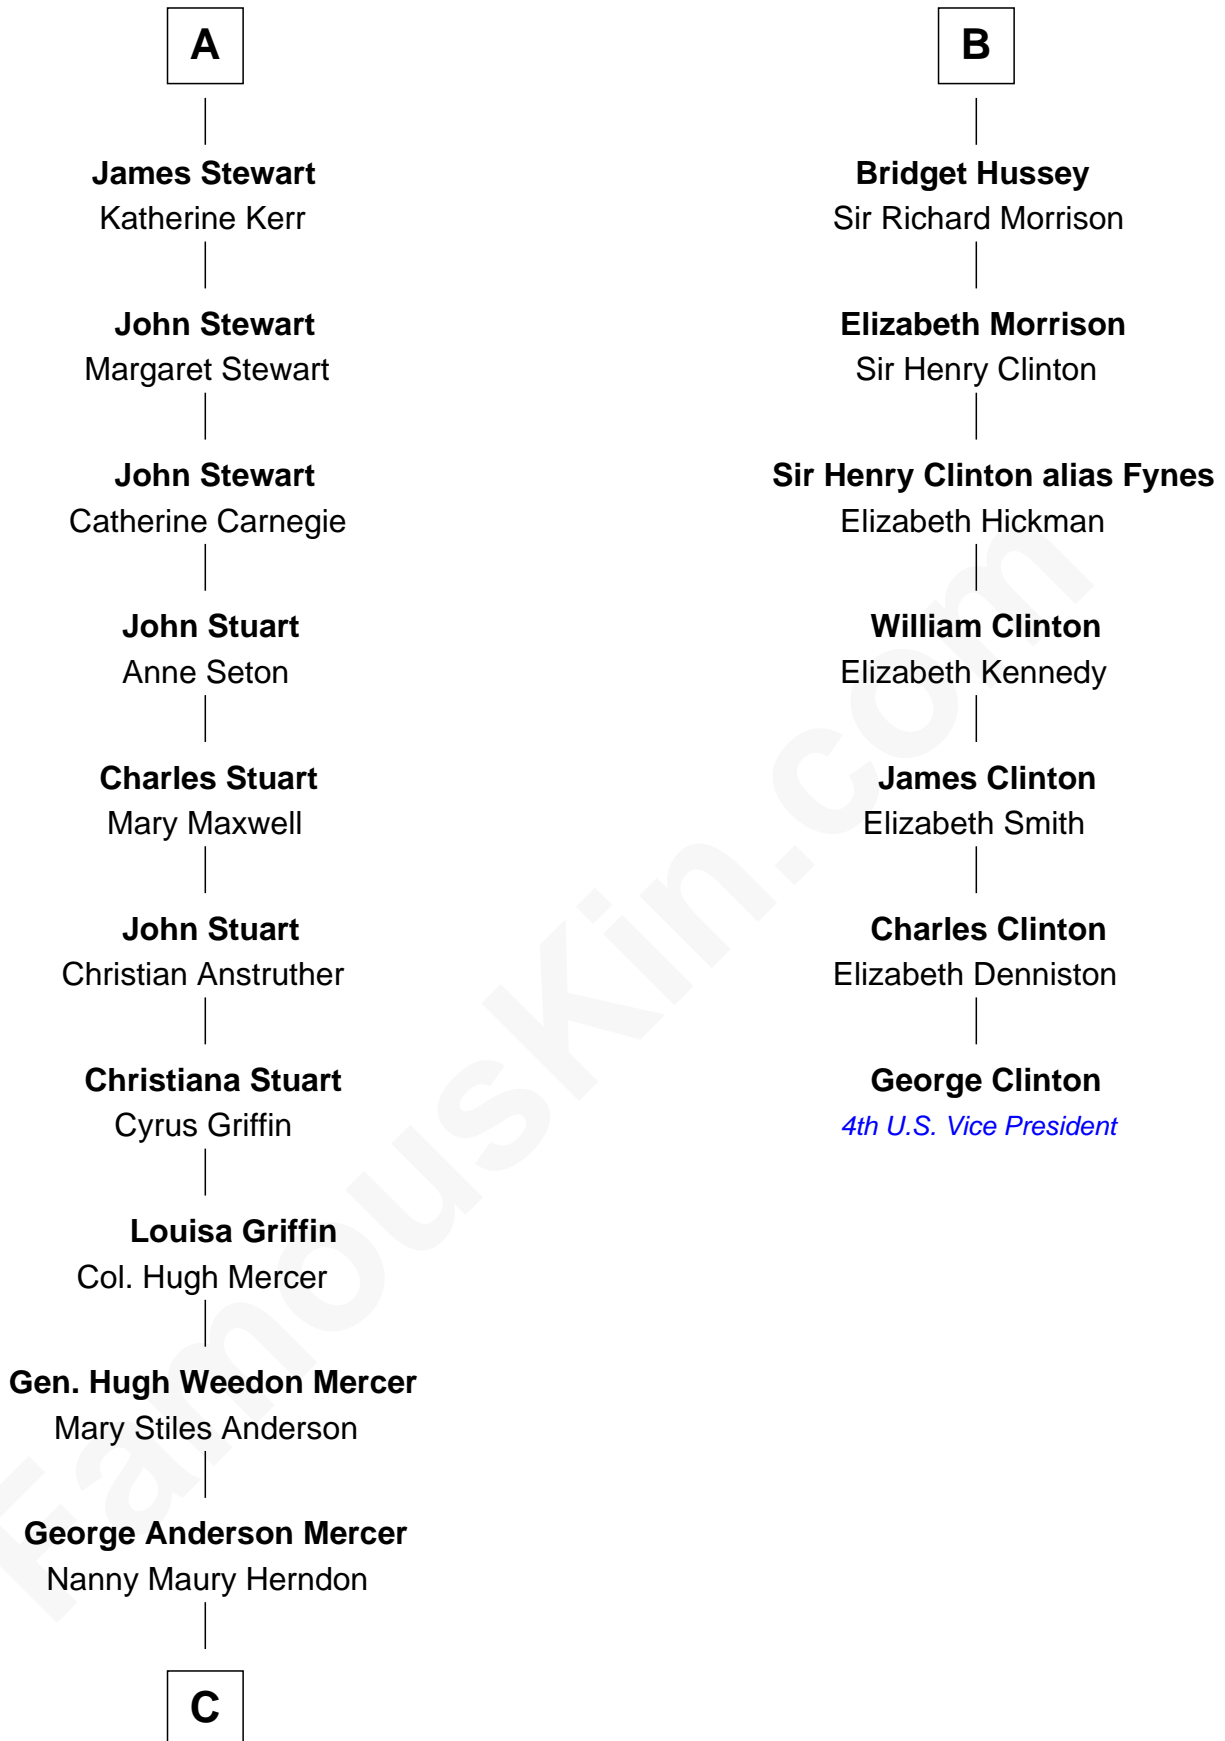 A
James Stewart
Katherine Kerr
John Stewart
Margaret Stewart
John Stewart
Catherine Carnegie
John Stuart
Anne Seton
Charles Stuart
Mary Maxwell
John Stuart
Christian Anstruther
Christiana Stuart
Cyrus Griffin
Louisa Griffin
Col. Hugh Mercer
Gen. Hugh Weedon Mercer
Mary Stiles Anderson
George Anderson Mercer
Nanny Maury Herndon
C
B
Bridget Hussey
Sir Richard Morrison
Elizabeth Morrison
Sir Henry Clinton
Sir Henry Clinton alias Fynes
Elizabeth Hickman
William Clinton
Elizabeth Kennedy
James Clinton
Elizabeth Smith
Charles Clinton
Elizabeth Denniston
George Clinton
4th U.S. Vice President
FamousKin.com